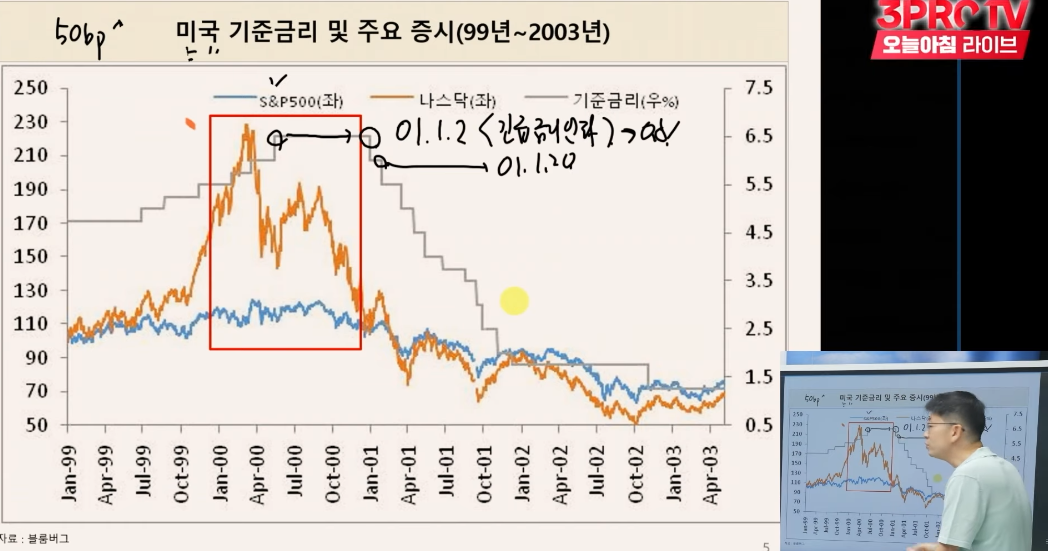 50bp^
미국 기준금리 및 주요 증시(99년~2003년)
3PRO TV
오늘아침 라이브
S&P500(좌) 나스닥(좌) 기준금리(우%)
01.1.2 <긴급금리인하>→
01.1.20
250
230
210
190
170
150
130
110
90
70
50
7.5
6.5
5.5
4.5
3.5
2.5
1.5
0.5
Jan-99 Apr-99 Jul-99 Oct-99 Jan-00 Apr-00 Jul-00 Oct-00 Jan-01 Apr-01 Jul-01 Oct-01 Jan-02 Apr-02 Jul-02 Oct-02 Jan-03 Apr-03
자료 : 블룸버그
5